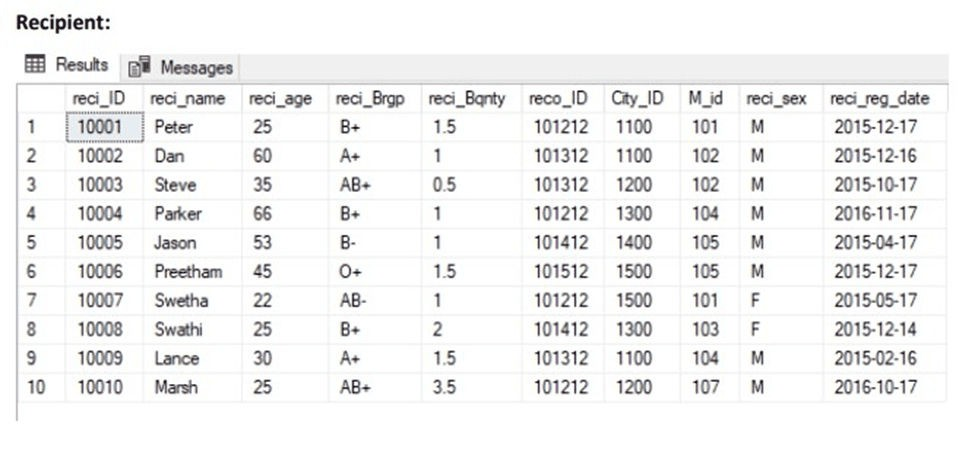 Recipient:
Results Messages
reci_ID reci_name reci_age reci_Brgp reci_Bqnty reco_ID City_ID M_id reci_sex reci_reg_date
1 10001 Peter 25 B+ 1.5 101212 1100 101 M 2015-12-17
2 10002 Dan 60 A+ 1 101312 1100 102 M 2015-12-16
3 10003 Steve 35 AB+ 0.5 101312 1200 102 M 2015-10-17
4 10004 Parker 66 B+ 1 101212 1300 104 M 2016-11-17
5 10005 Jason 53 B- 1 101412 1400 105 M 2015-04-17
6 10006 Preetham 45 O+ 1.5 101512 1500 105 M 2015-12-17
7 10007 Swetha 22 AB- 1 101212 1500 101 F 2015-05-17
8 10008 Swathi 25 B+ 2 101412 1300 103 F 2015-12-14
9 10009 Lance 30 A+ 1.5 101312 1100 104 M 2015-02-16
10 10010 Marsh 25 AB+ 3.5 101212 1200 107 M 2016-10-17